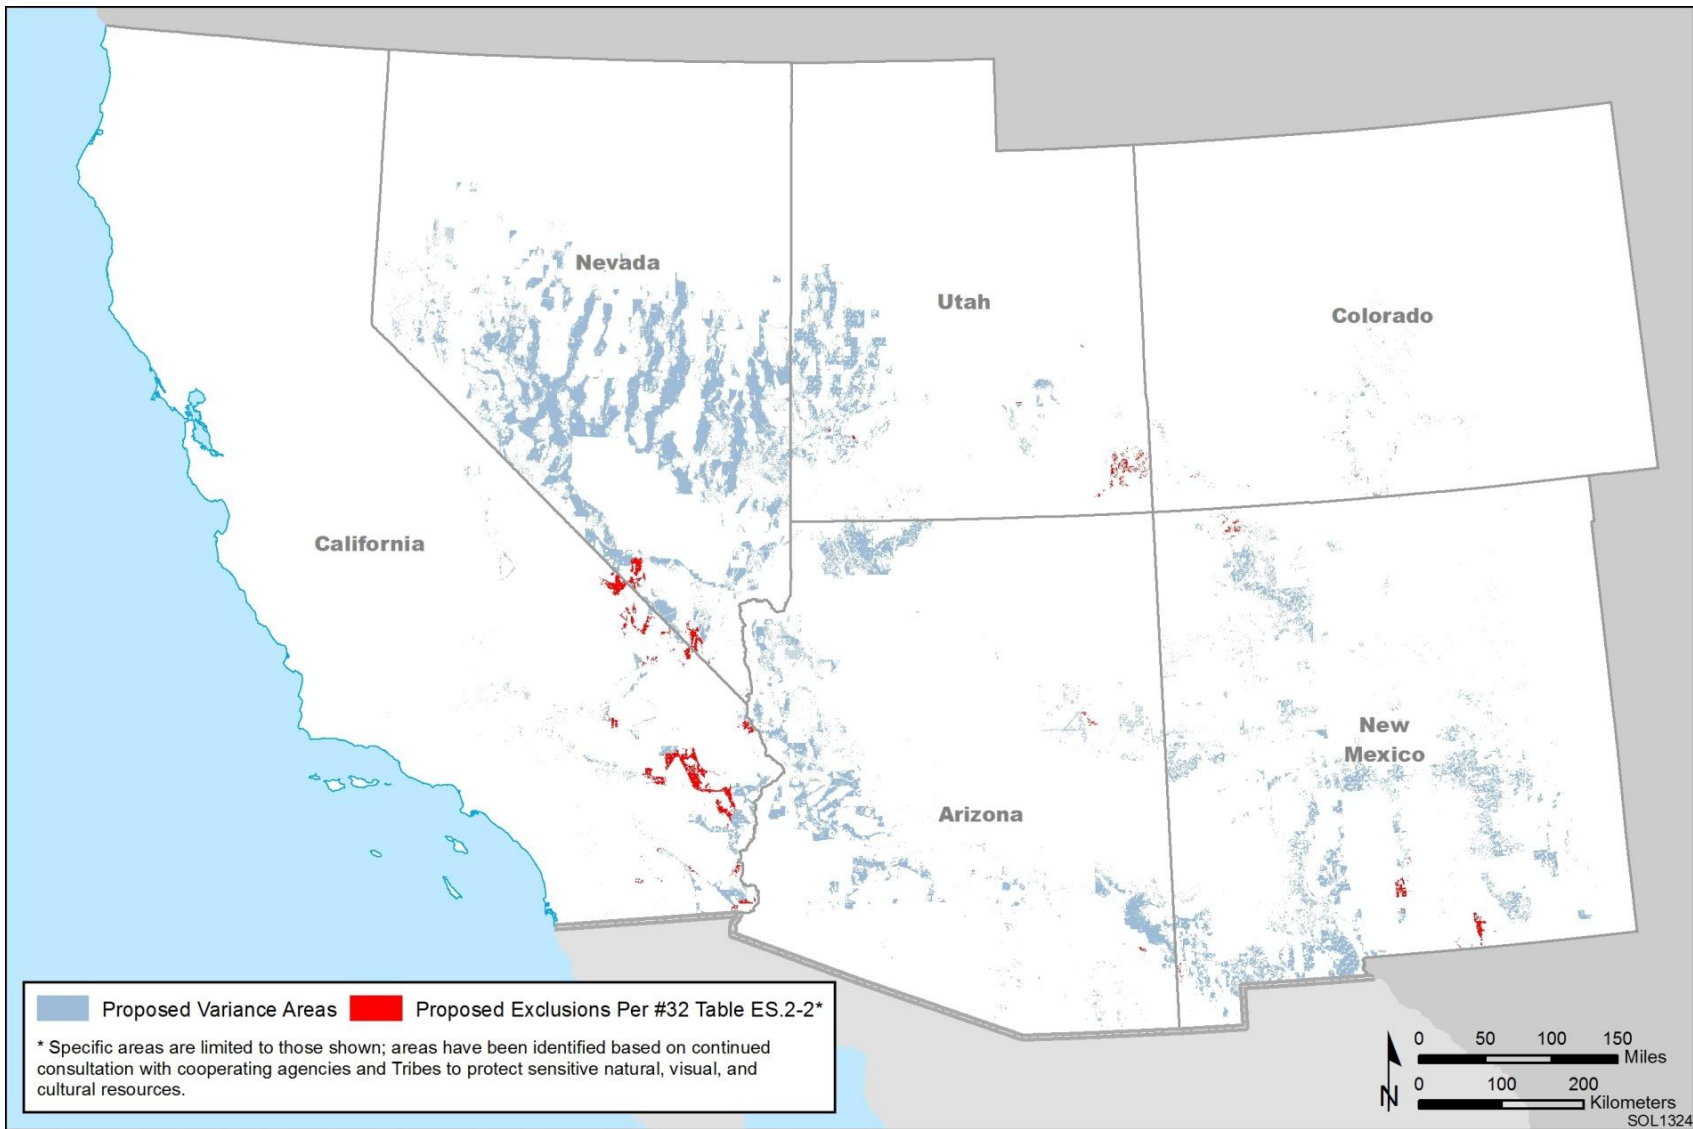 Nevada
Utah
Colorado
California
New
Mexico
Arizona
Proposed Variance Areas
Proposed Exclusions Per #32 Table ES.2-2*
* Specific areas are limited to those shown; areas have been identified based on continued
consultation with cooperating agencies and Tribes to protect sensitive natural, visual, and
cultural resources.
N
0 50 100 150
Miles
0 100 200
Kilometers
SOL1324